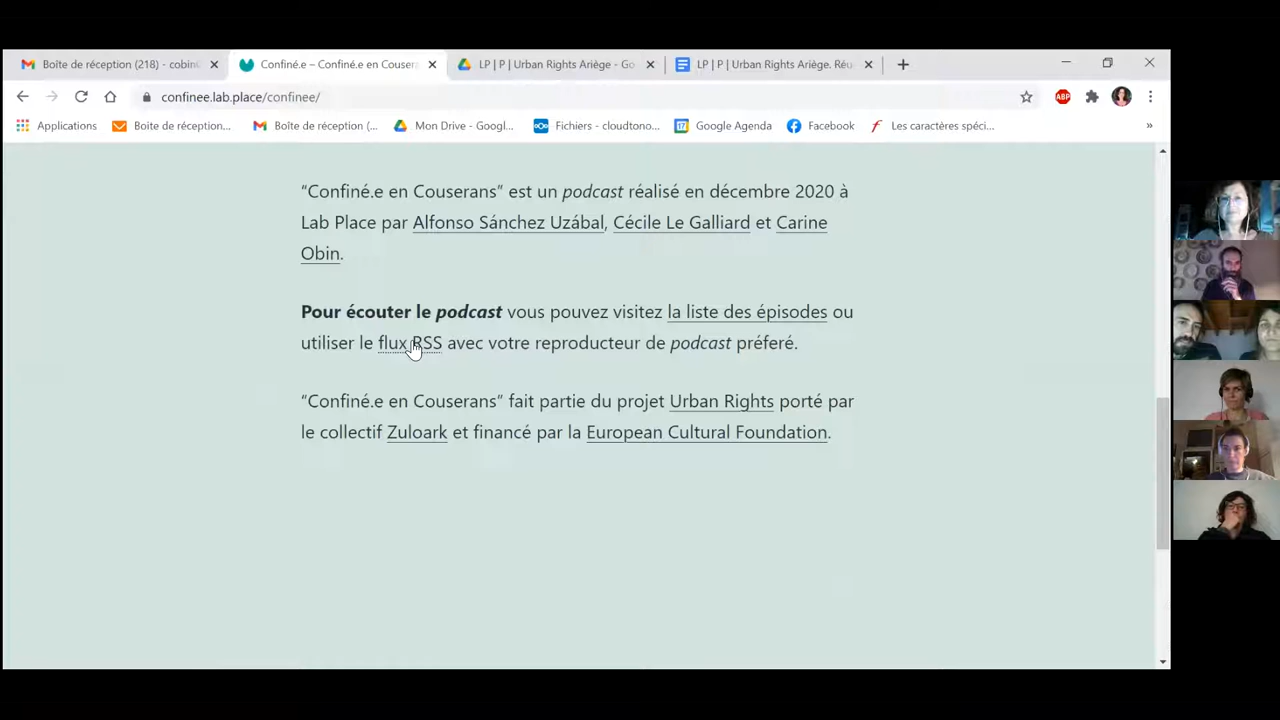 Boîte de réception (218) - cobin
Confiné.e – Confiné.e en Cousera
LP | P | Urban Rights Ariège - Go
LP | P | Urban Rights Ariège. Réu
confinee.lab.place/confinee/
ABP
Applications
Boite de réception...
Boîte de réception (...
Mon Drive - Googl...
Fichiers - cloudtono...
Google Agenda
Facebook
Les caractères spéci...
»
“Confiné.e en Couserans” est un podcast réalisé en décembre 2020 à
Lab Place par Alfonso Sánchez Uzábal, Cécile Le Galliard et Carine
Obin.
Pour écouter le podcast vous pouvez visitez la liste des épisodes ou
utiliser le flux RSS avec votre reproducteur de podcast préferé.
“Confiné.e en Couserans” fait partie du projet Urban Rights porté par
le collectif Zuloark et financé par la European Cultural Foundation.